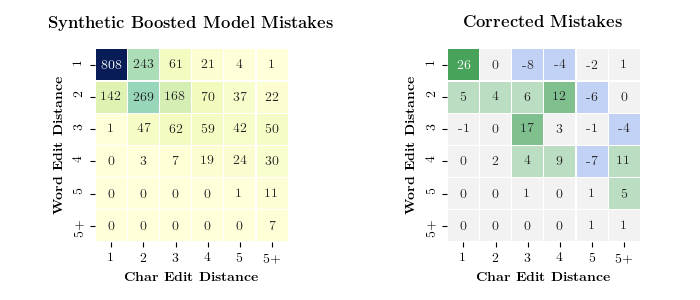 Synthetic Boosted Model Mistakes
1 808 243 61 21 4 1
2 142 269 168 70 37 22
3 1 47 62 59 42 50
4 0 3 7 19 24 30
5 0 0 0 0 1 11
5+ 0 0 0 0 0 7
1 2 3 4 5 5+
Word Edit Distance
Char Edit Distance
Corrected Mistakes
1 26 0 -8 -4 -2 1
2 5 4 6 12 -6 0
3 -1 0 17 3 -1 -4
4 0 2 4 9 -7 11
5 0 0 1 0 1 5
5+ 0 0 0 0 1 1
1 2 3 4 5 5+
Word Edit Distance
Char Edit Distance